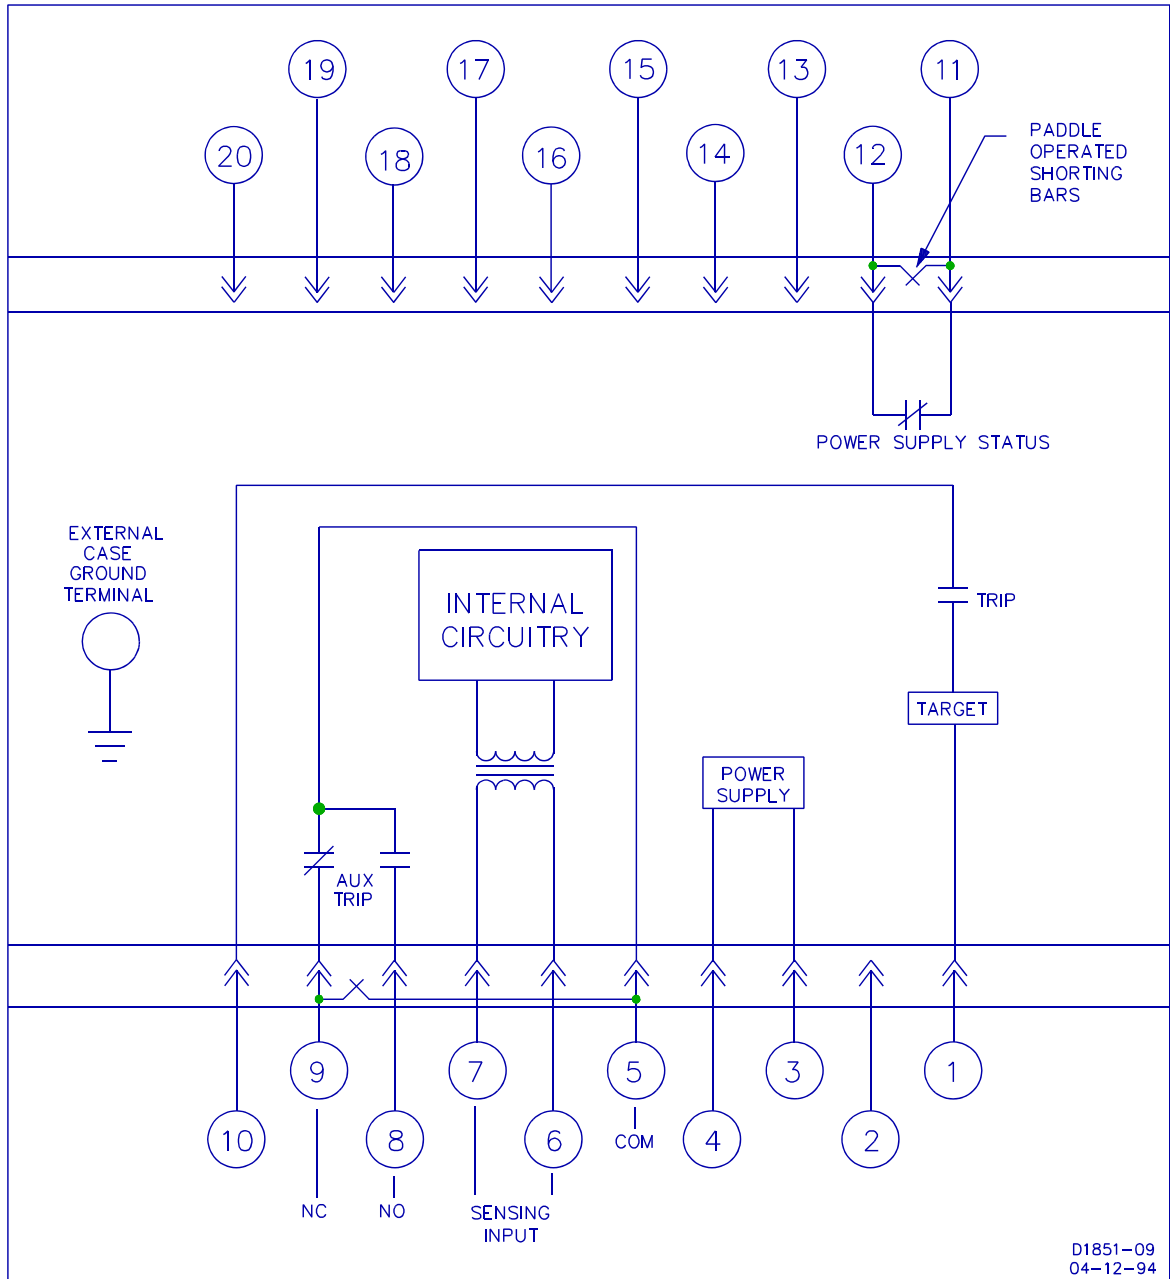 19
17
15
13
11
20
18
16
14
12
PADDLE
OPERATED
SHORTING
BARS
POWER SUPPLY STATUS
EXTERNAL
CASE
GROUND
TERMINAL
INTERNAL
CIRCUITRY
TRIP
TARGET
POWER
SUPPLY
AUX
TRIP
9
7
5
3
1
10
8
6
4
2
COM
NC
NO
SENSING
INPUT
D1851-09
04-12-94